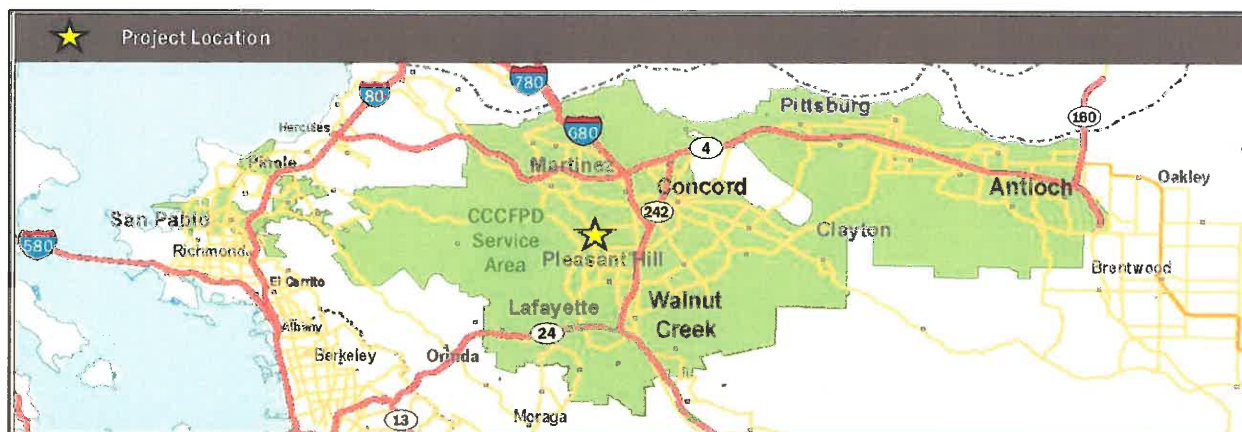 Project Location
780
80
Pittsburg
160
680
Hercules
4
Martinez
Pinole
Concord
Antioch
Oakley
San Pablo
CCCFPD
Service
Area
242
Clayton
580
Richmond
Pleasant Hill
Brentwood
El Cerrito
Lafayette
Walnut
Creek
Albany
24
Berkeley
Orinda
Moraga
13